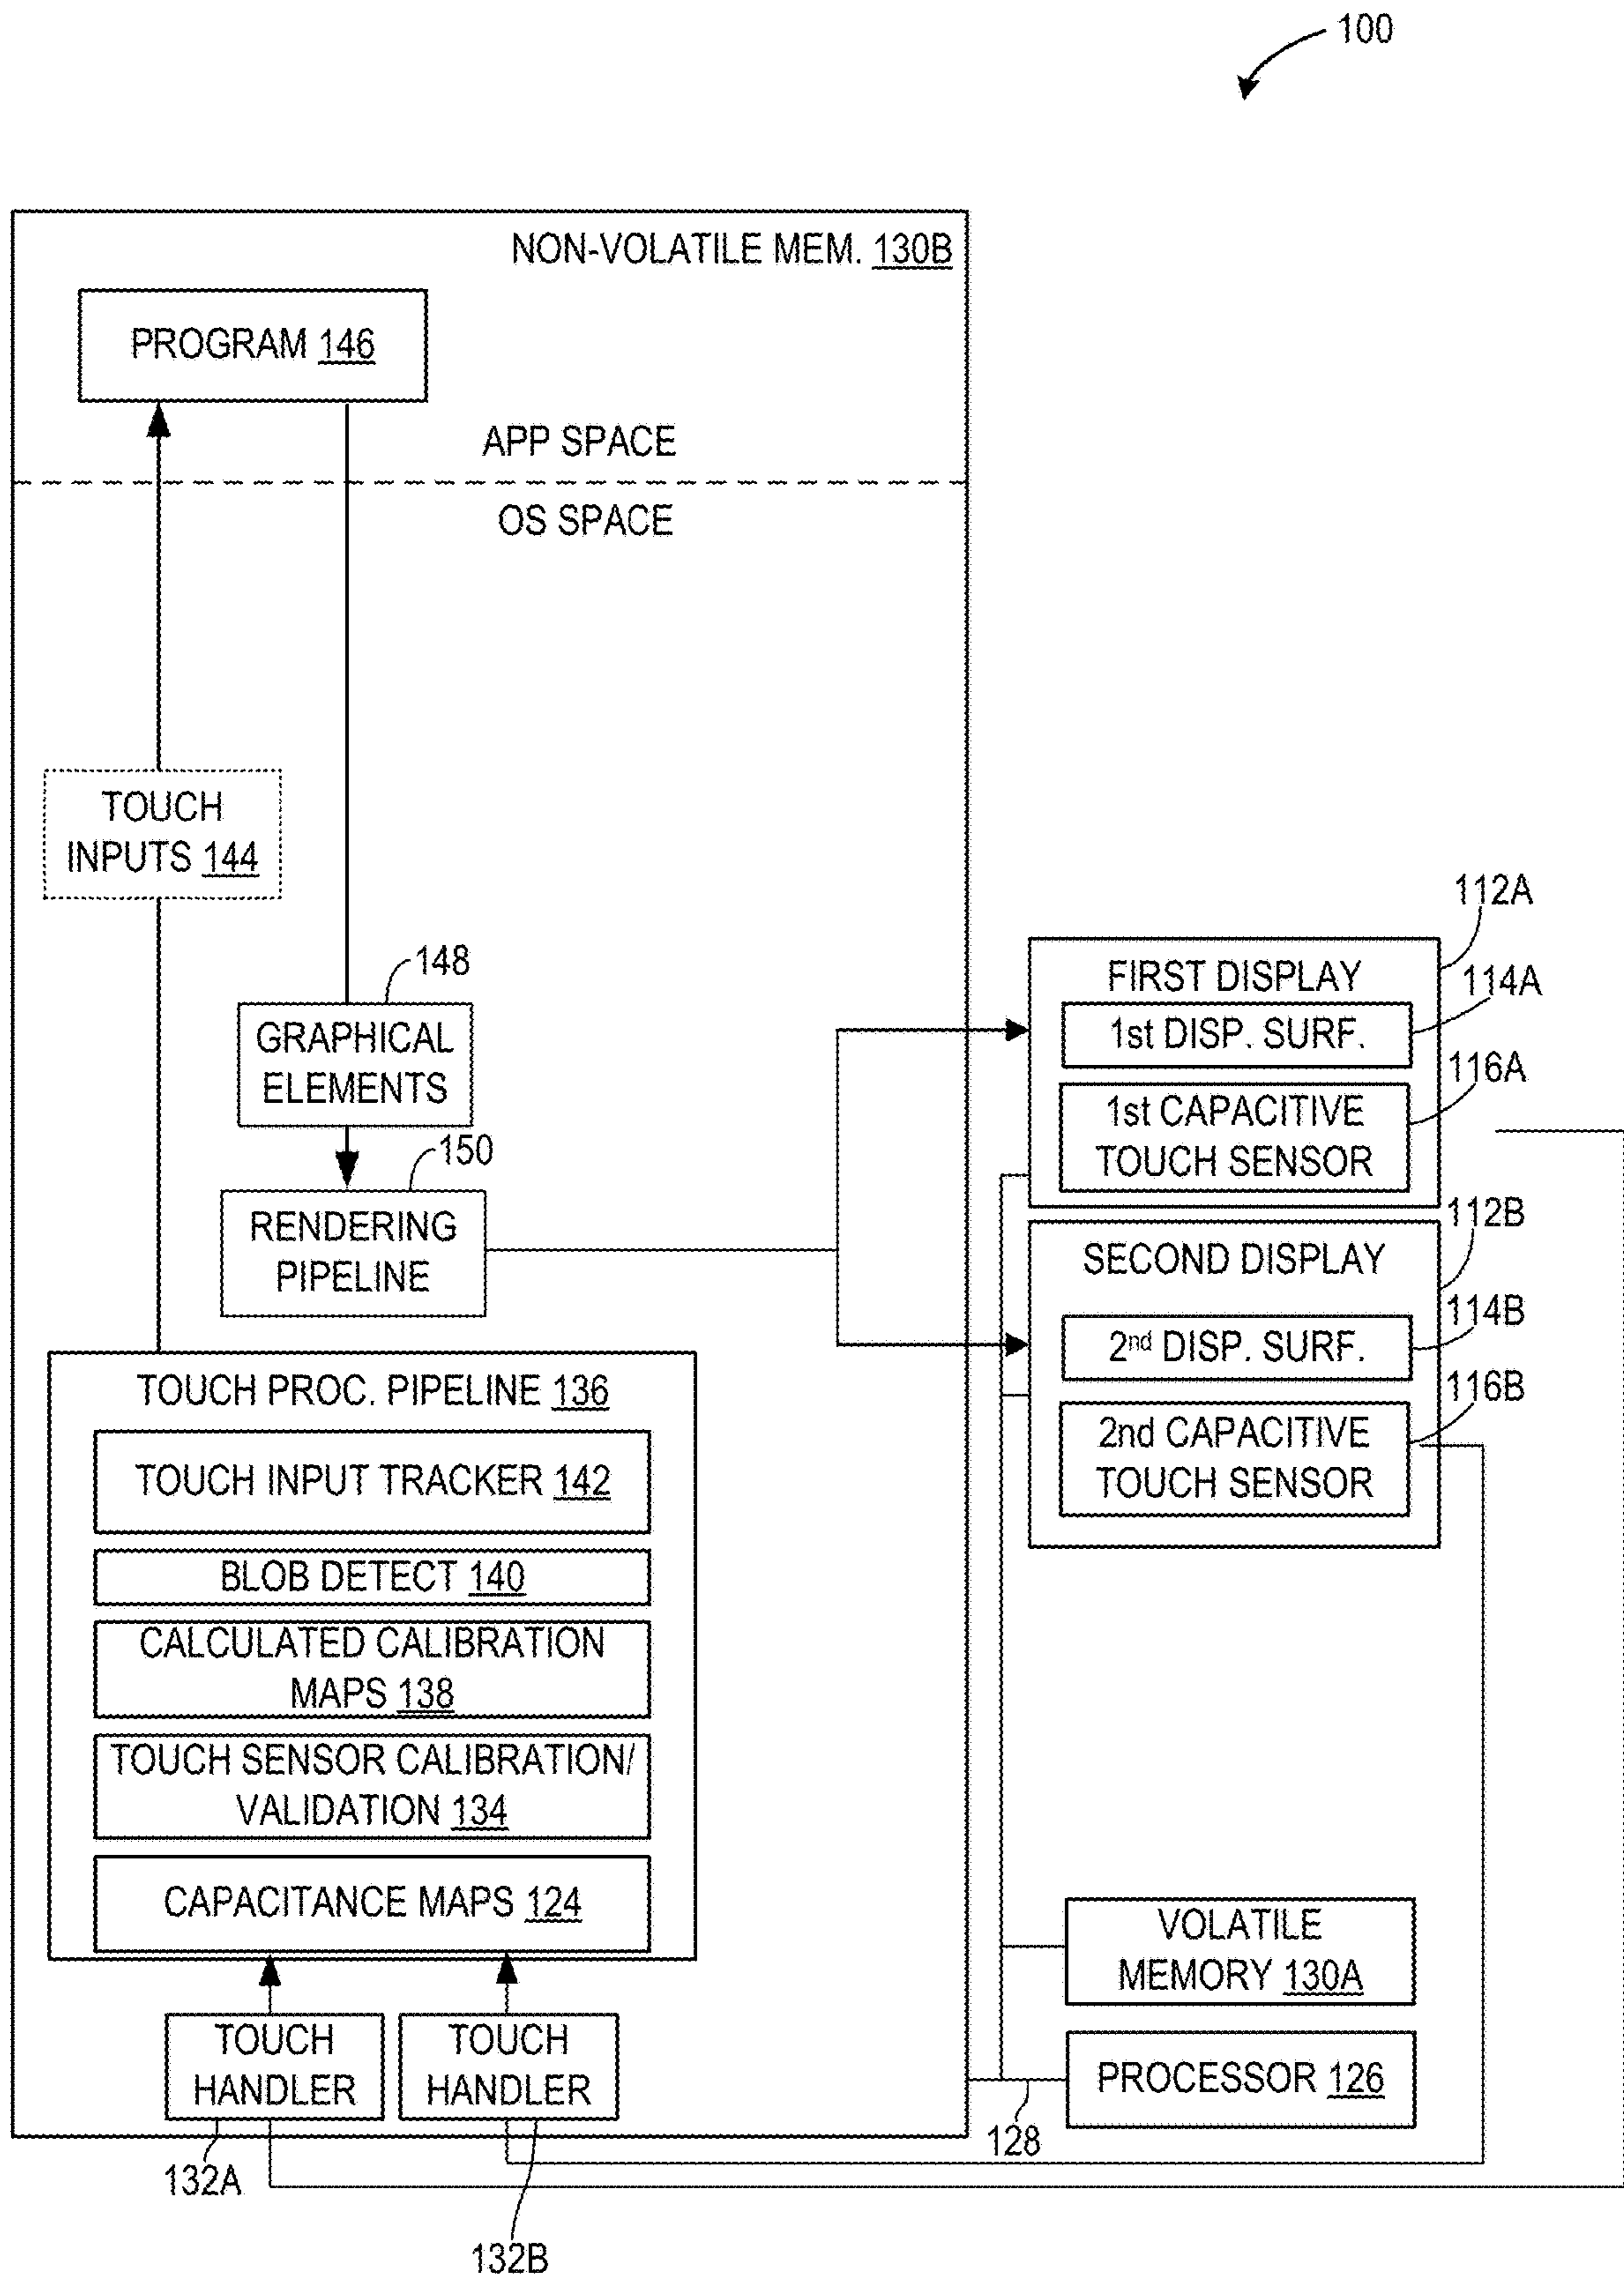 100
NON-VOLATILE MEM. 130B
PROGRAM 146
APP SPACE
OS SPACE
TOUCH
INPUTS 144
148
GRAPHICAL
ELEMENTS
150
RENDERING
PIPELINE
112A
FIRST DISPLAY
114A
1st DISP. SURF.
116A
1st CAPACITIVE
TOUCH SENSOR
112B
SECOND DISPLAY
114B
2nd DISP. SURF.
116B
2nd CAPACITIVE
TOUCH SENSOR
TOUCH PROC. PIPELINE 136
TOUCH INPUT TRACKER 142
BLOB DETECT 140
CALCULATED CALIBRATION
MAPS 138
TOUCH SENSOR CALIBRATION/
VALIDATION 134
CAPACITANCE MAPS 124
VOLATILE
MEMORY 130A
TOUCH
HANDLER
TOUCH
HANDLER
PROCESSOR 126
128
132A
132B